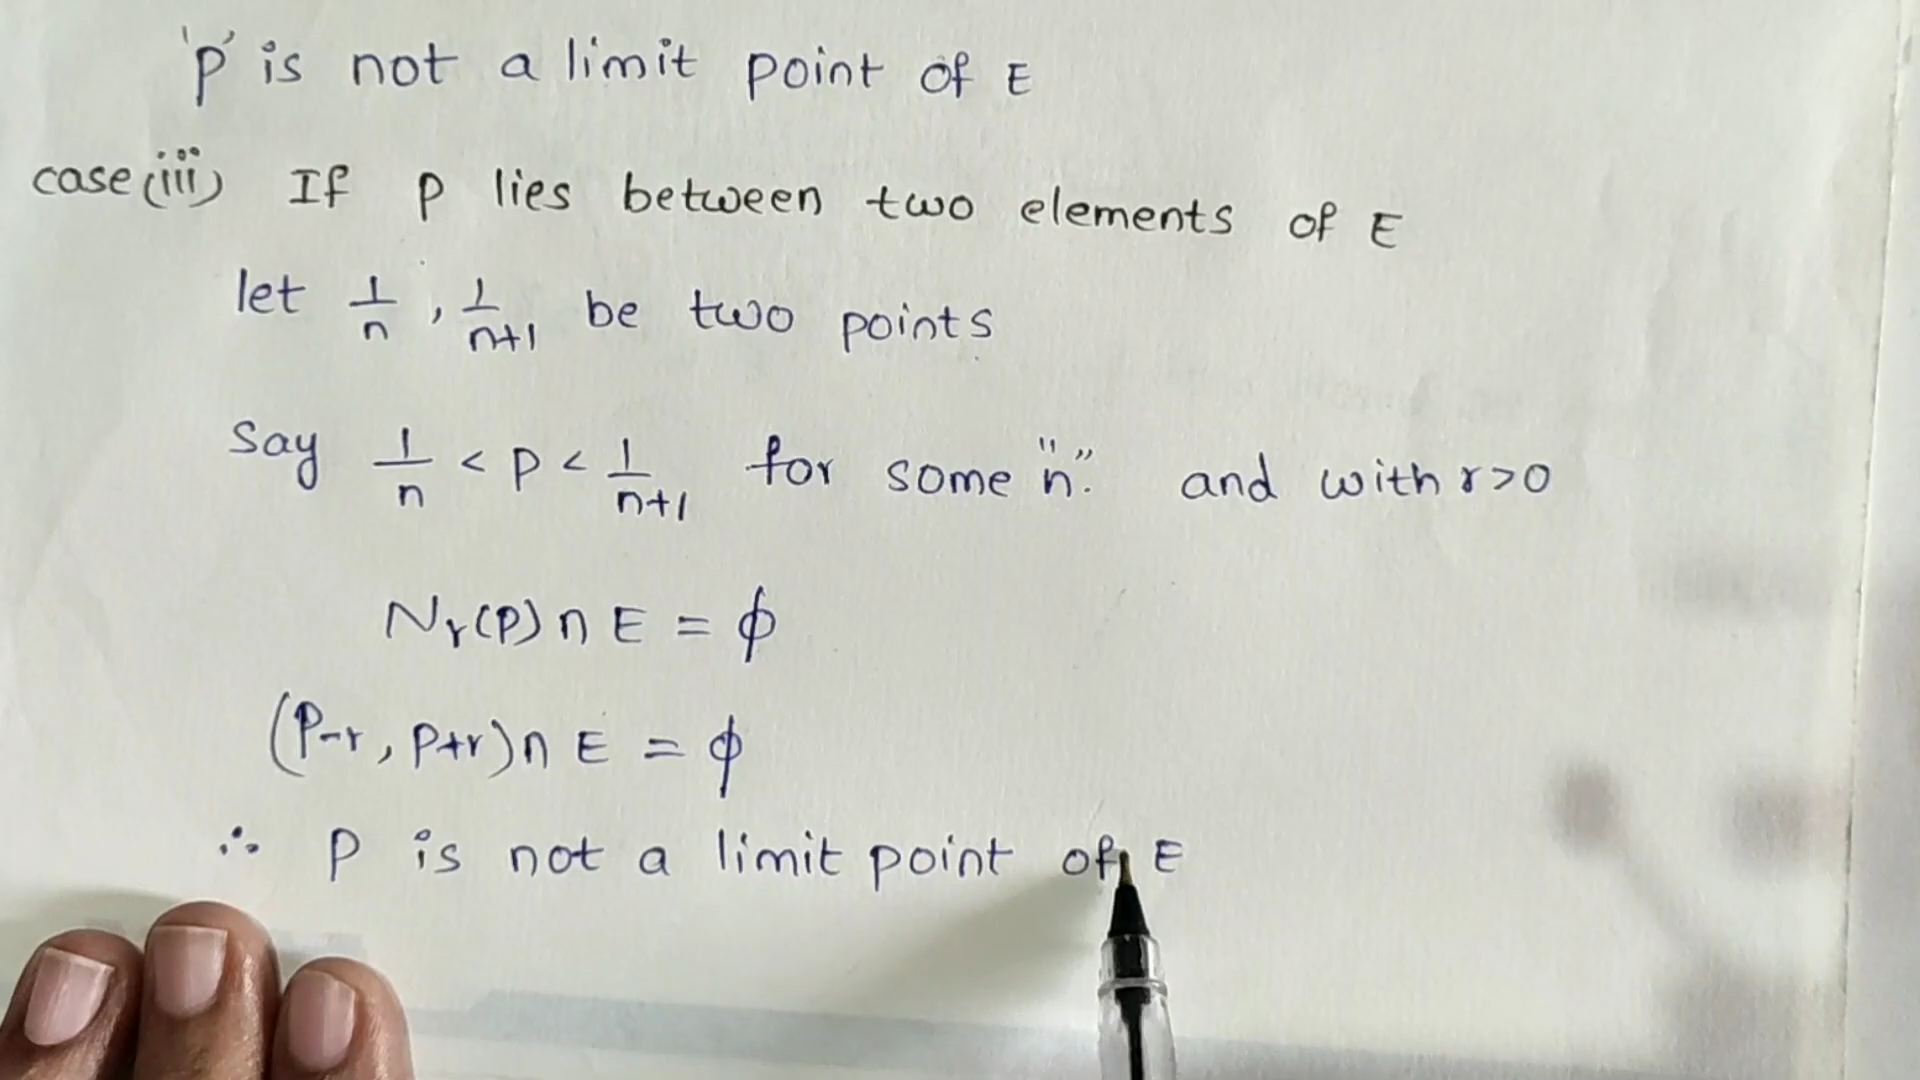 'p' is not a limit point of E
case (iii) If p lies between two elements of E
let 1/n , 1/n+1 be two points
Say 1/n < p < 1/n+1 for some "n". and with r>0
Nr(p) ∩ E = ϕ
(p-r, p+r) ∩ E = ϕ
∴ p is not a limit point of E